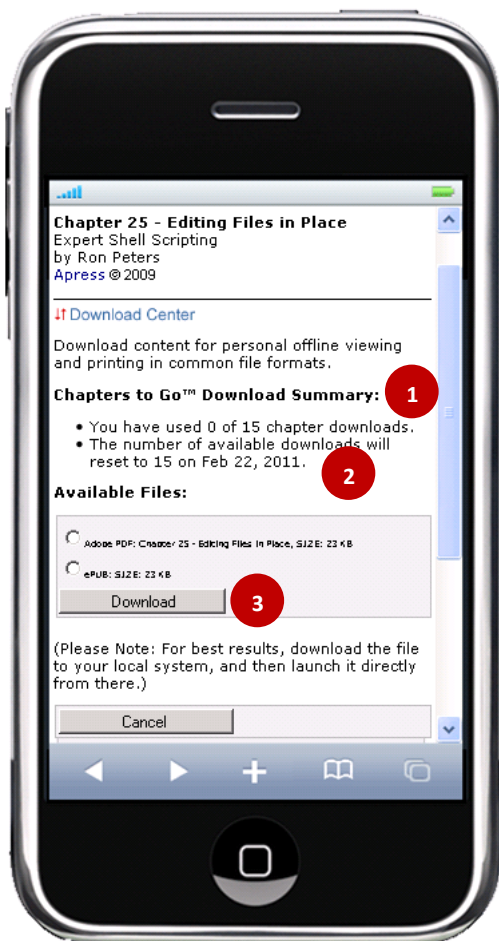 Chapter 25 - Editing Files in Place
Expert Shell Scripting
by Ron Peters
Apress © 2009
Download Center
Download content for personal offline viewing
and printing in common file formats.
Chapters to Go™ Download Summary:
1
• You have used 0 of 15 chapter downloads.
• The number of available downloads will
reset to 15 on Feb 22, 2011.
2
Available Files:
Adobe PDF: Chapter 25 - Editing Files in Place, SIZE: 23 KB
ePUB: SIZE: 23 KB
Download
3
(Please Note: For best results, download the file
to your local system, and then launch it directly
from there.)
Cancel